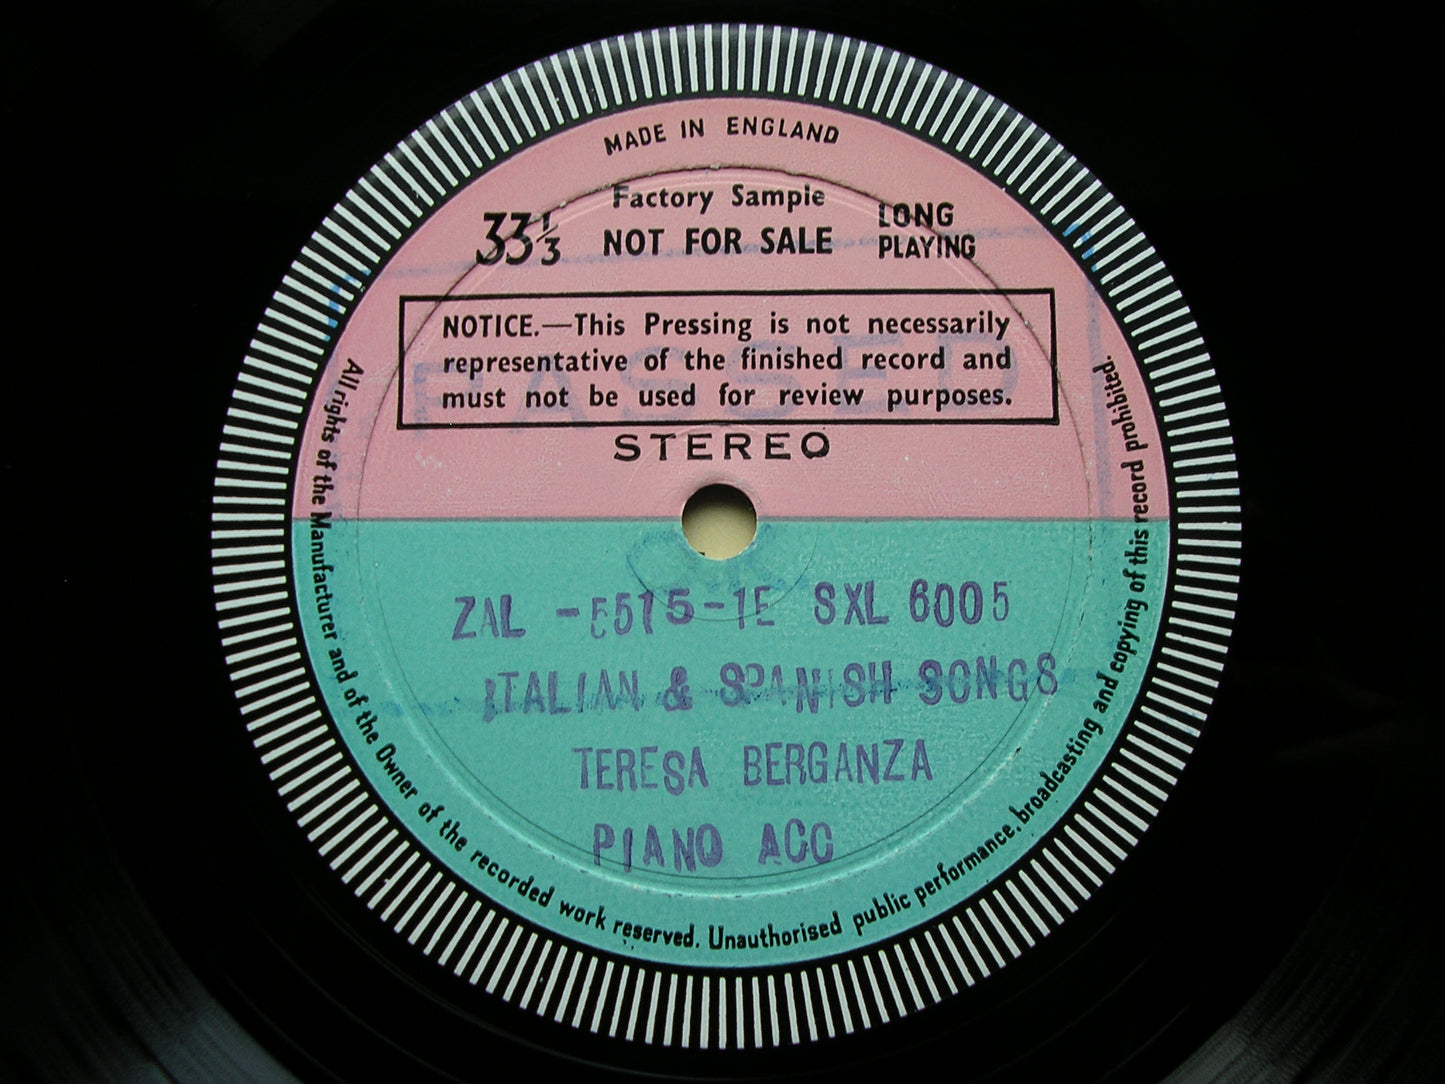 MADE IN ENGLAND
Factory Sample
33⅓ NOT FOR SALE LONG PLAYING
NOTICE.—This Pressing is not necessarily
representative of the finished record and
must not be used for review purposes.
PASSED
STEREO
ZAL -5515-1E SXL 6005
ITALIAN & SPANISH SONGS
TERESA BERGANZA
PIANO ACC
All rights of the Manufacturer and of the Owner of the recorded work reserved. Unauthorised public performance, broadcasting and copying of this record prohibited.